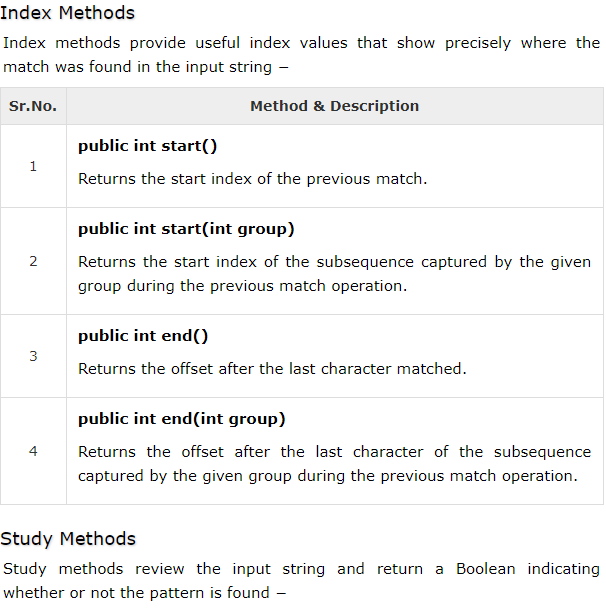 Index Methods
Index methods provide useful index values that show precisely where the
match was found in the input string −
Sr.No. Method & Description
1
public int start()
Returns the start index of the previous match.
2
public int start(int group)
Returns the start index of the subsequence captured by the given
group during the previous match operation.
3
public int end()
Returns the offset after the last character matched.
4
public int end(int group)
Returns the offset after the last character of the subsequence
captured by the given group during the previous match operation.
Study Methods
Study methods review the input string and return a Boolean indicating
whether or not the pattern is found −